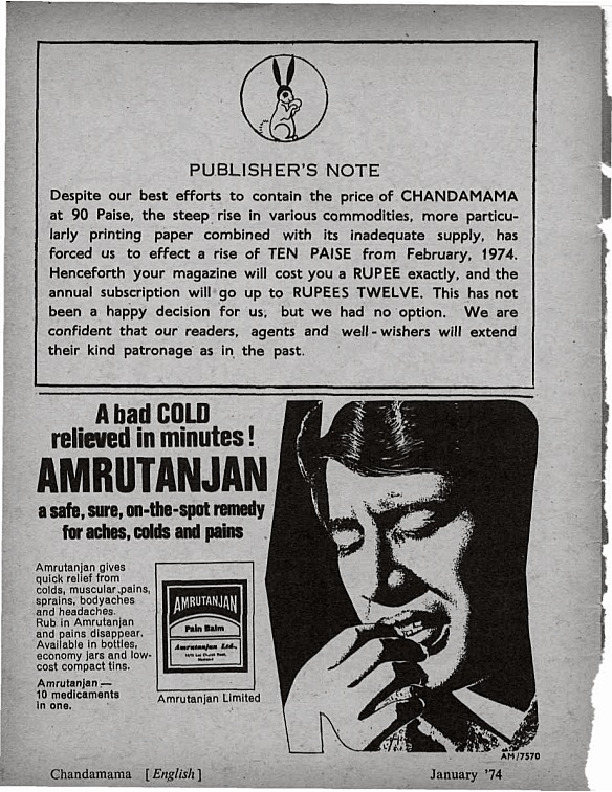 PUBLISHER'S NOTE
Despite our best efforts to contain the price of CHANDAMAMA
at 90 Paise, the steep rise in various commodities, more particu-
larly printing paper combined with its inadequate supply, has
forced us to effect a rise of TEN PAISE from February, 1974.
Henceforth your magazine will cost you a RUPEE exactly, and the
annual subscription will go up to RUPEES TWELVE. This has not
been a happy decision for us, but we had no option. We are
confident that our readers, agents and well-wishers will extend
their kind patronage as in the past.
A bad COLD
relieved in minutes!
AMRUTANJAN
a safe, sure, on-the-spot remedy
for aches, colds and pains
Amrutanjan gives
quick relief from
colds, muscular pains,
sprains, bodyaches
and headaches.
Rub in Amrutanjan
and pains disappear.
Available in bottles,
economy jars and low-
cost compact tins.
Amrutanjan —
10 medicaments
in one.
AMRUTANJAN
Pain Balm
Amrutanjan Ltd.,
Amrutanjan Limited
AM/7570
Chandamama [English]
January '74